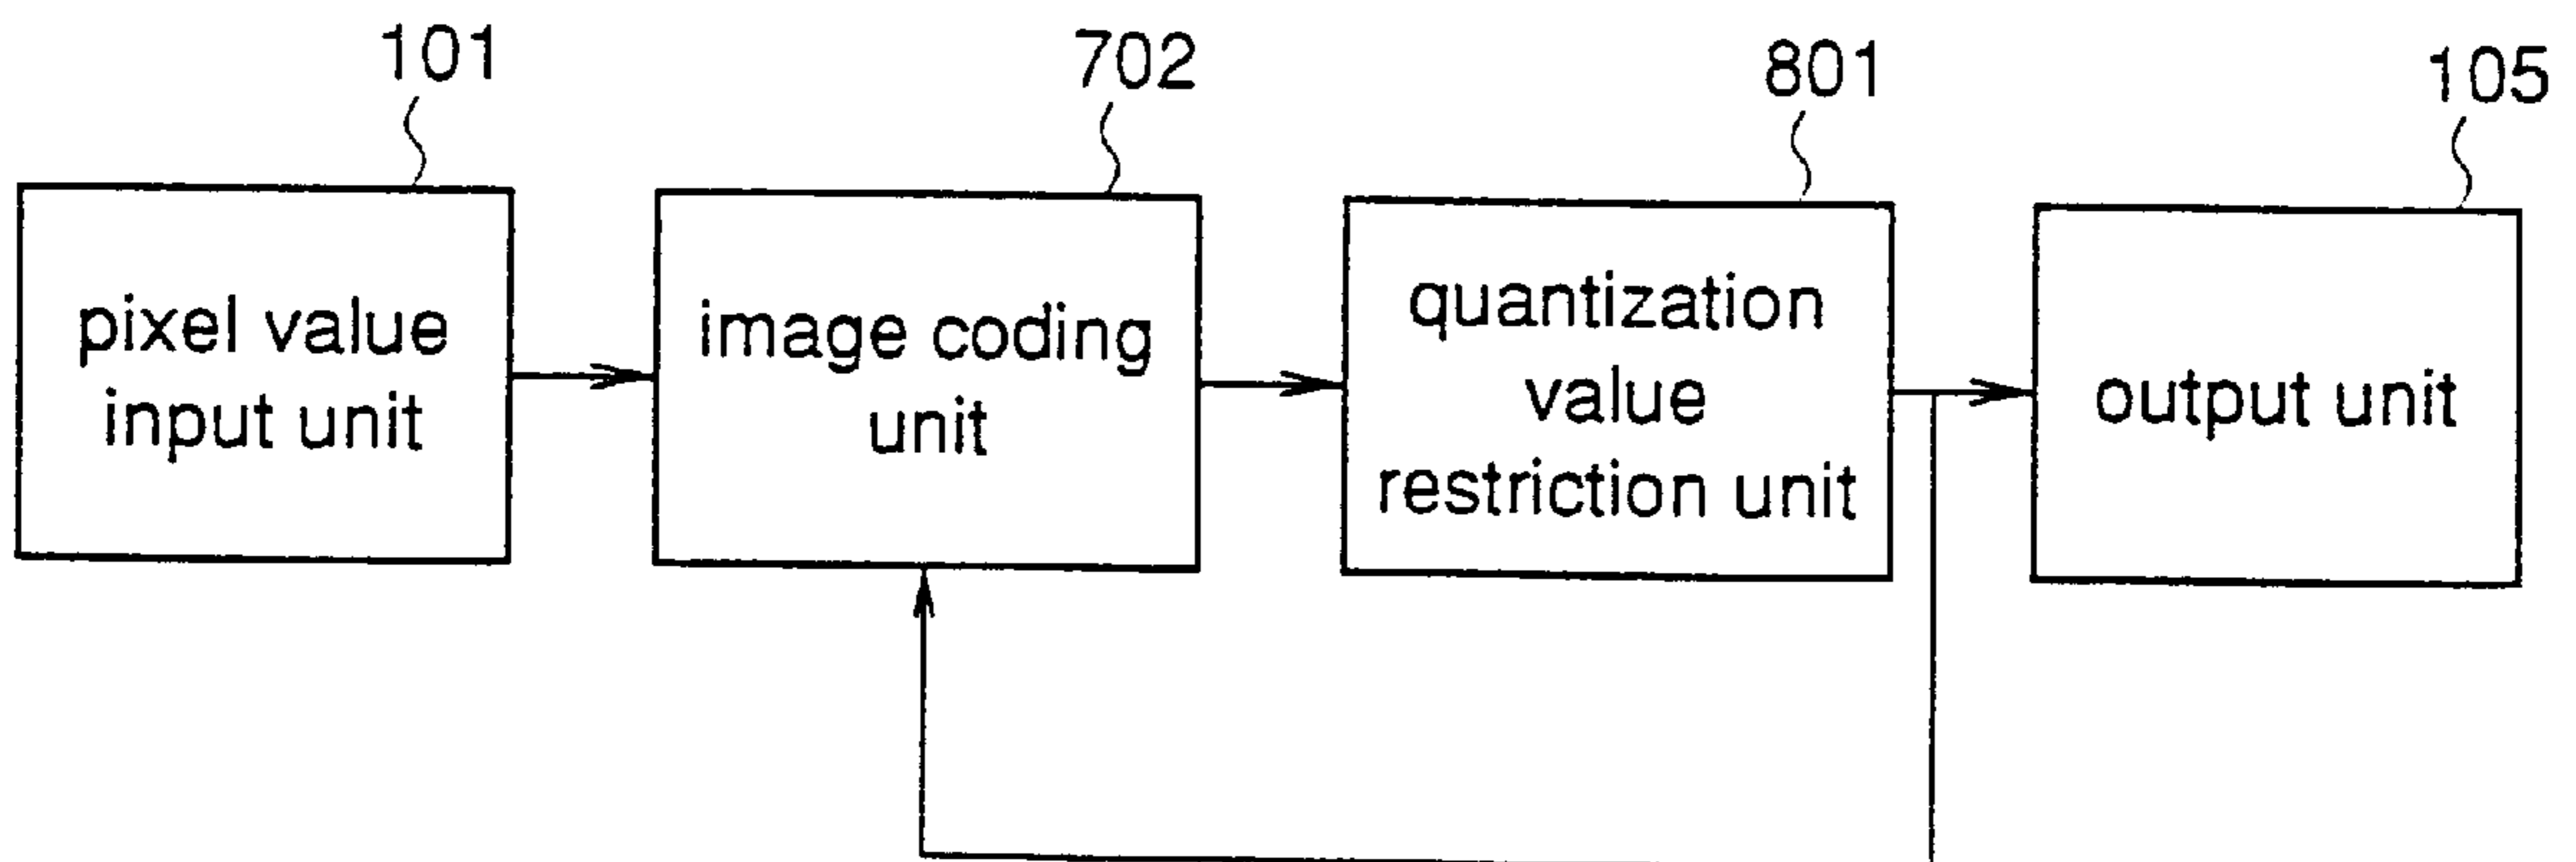 101
702
801
105
pixel value
input unit
image coding
unit
quantization
value
restriction unit
output unit